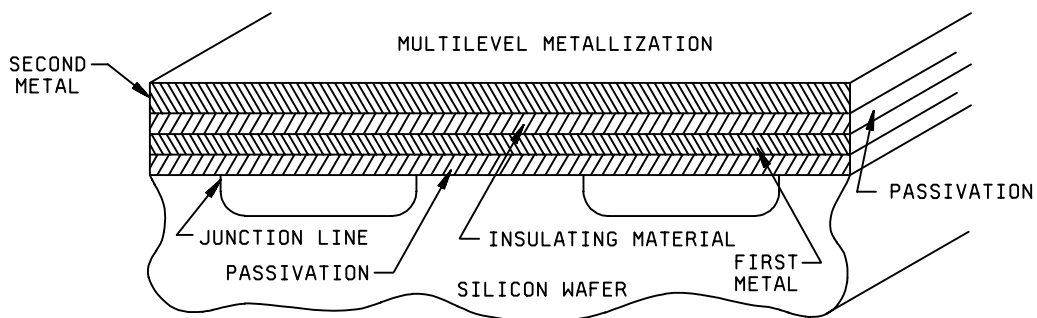 MULTILEVEL METALLIZATION
SECOND
METAL
PASSIVATION
JUNCTION LINE
INSULATING MATERIAL
PASSIVATION
FIRST
METAL
SILICON WAFER